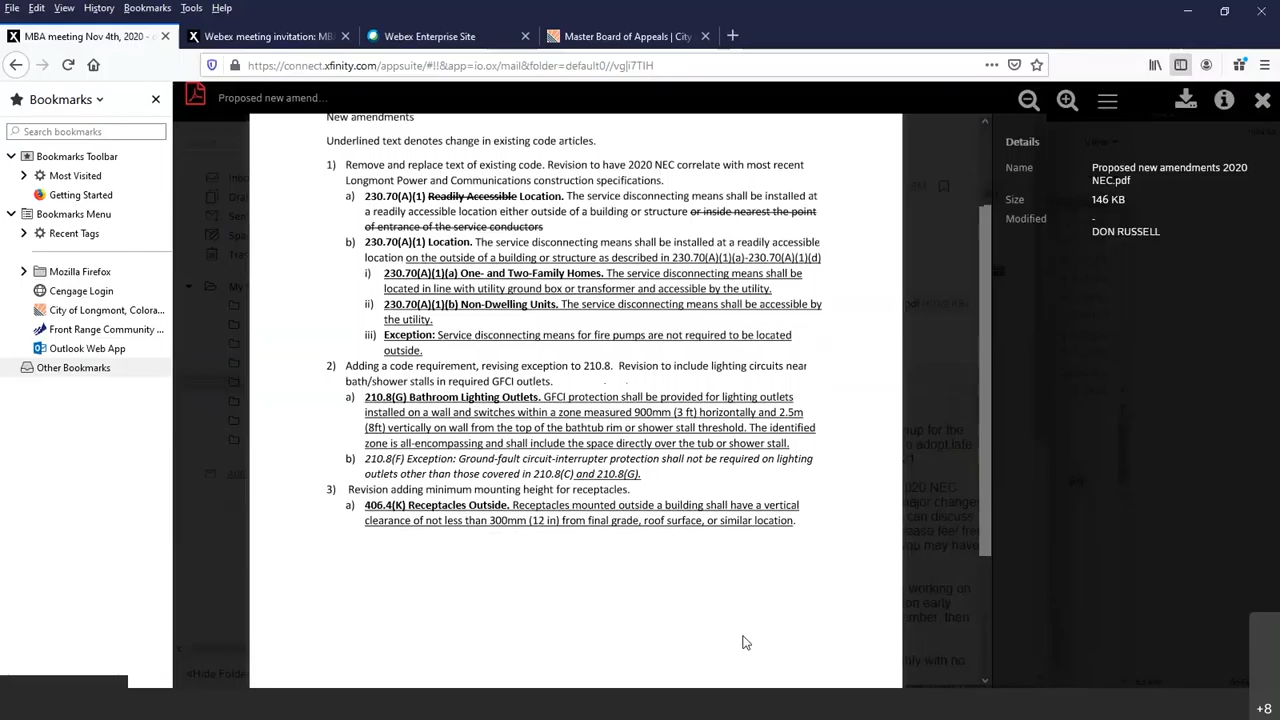 File Edit View History Bookmarks Tools Help
MBA meeting Nov 4th, 2020 -
Webex meeting invitation: MB
Webex Enterprise Site
Master Board of Appeals | City
https://connect.xfinity.com/appsuite/#!!&app=io.ox/mail&folder=default0//vg|i7TIH
Bookmarks
Search bookmarks
Bookmarks Toolbar
Most Visited
Getting Started
Bookmarks Menu
Recent Tags
Mozilla Firefox
Cengage Login
City of Longmont, Colora...
Front Range Community ...
Outlook Web App
Other Bookmarks
Proposed new amend...
New amendments
Underlined text denotes change in existing code articles.
1) Remove and replace text of existing code. Revision to have 2020 NEC correlate with most recent
Longmont Power and Communications construction specifications.
a) 230.70(A)(1) Readily Accessible Location. The service disconnecting means shall be installed at
a readily accessible location either outside of a building or structure or inside nearest the point
of entrance of the service conductors
b) 230.70(A)(1) Location. The service disconnecting means shall be installed at a readily accessible
location on the outside of a building or structure as described in 230.70(A)(1)(a)-230.70(A)(1)(d)
i) 230.70(A)(1)(a) One- and Two-Family Homes. The service disconnecting means shall be
located in line with utility ground box or transformer and accessible by the utility.
ii) 230.70(A)(1)(b) Non-Dwelling Units. The service disconnecting means shall be accessible by
the utility.
iii) Exception: Service disconnecting means for fire pumps are not required to be located
outside.
2) Adding a code requirement, revising exception to 210.8. Revision to include lighting circuits near
bath/shower stalls in required GFCI outlets.
a) 210.8(G) Bathroom Lighting Outlets. GFCI protection shall be provided for lighting outlets
installed on a wall and switches within a zone measured 900mm (3 ft) horizontally and 2.5m
(8ft) vertically on wall from the top of the bathtub rim or shower stall threshold. The identified
zone is all-encompassing and shall include the space directly over the tub or shower stall.
b) 210.8(F) Exception: Ground-fault circuit-interrupter protection shall not be required on lighting
outlets other than those covered in 210.8(C) and 210.8(G).
3) Revision adding minimum mounting height for receptacles.
a) 406.4(K) Receptacles Outside. Receptacles mounted outside a building shall have a vertical
clearance of not less than 300mm (12 in) from final grade, roof surface, or similar location.
Details
Name Proposed new amendments 2020
NEC.pdf
Size 146 KB
Modified -
DON RUSSELL
<Hide Folde
+8